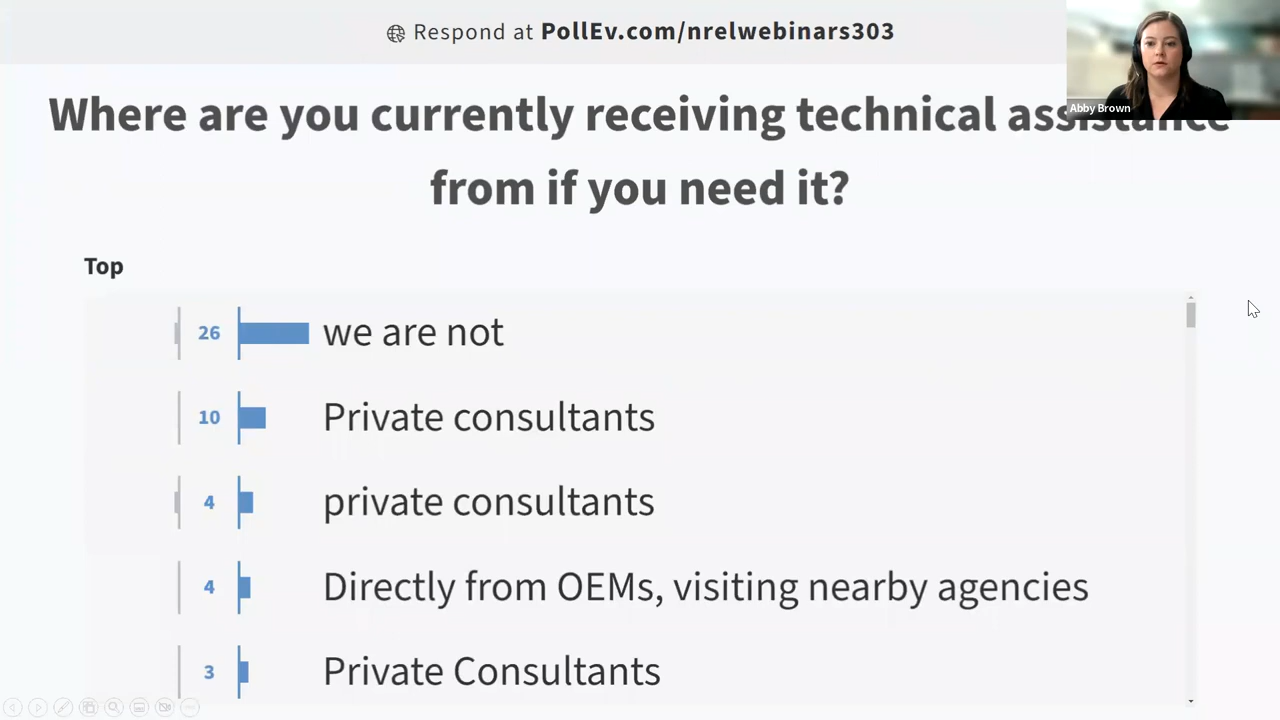 Respond at PollEv.com/nrelwebinars303
Abby Brown
Where are you currently receiving technical assistance
from if you need it?
Top
26 we are not
10 Private consultants
4 private consultants
4 Directly from OEMs, visiting nearby agencies
3 Private Consultants